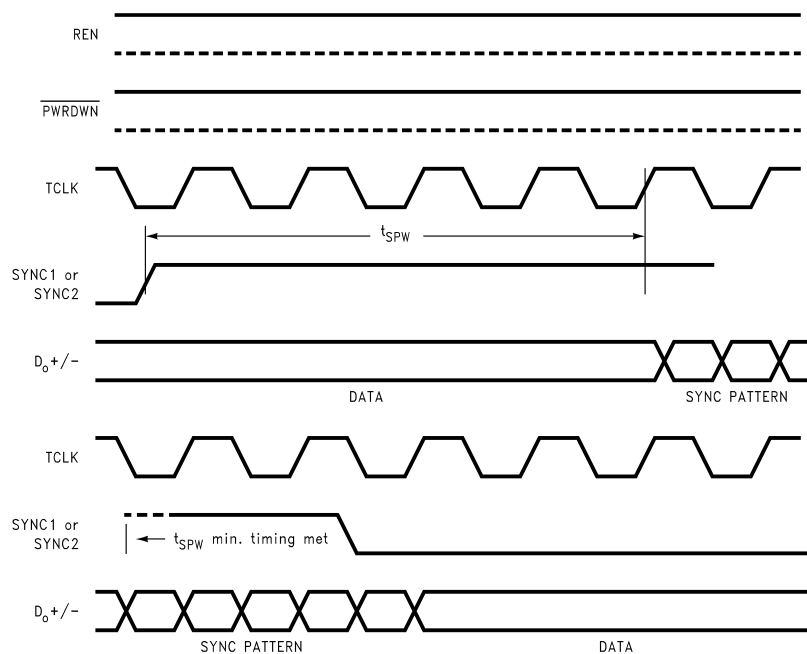 REN
PWRDWN
TCLK
tSPW
SYNC1 or
SYNC2
Do+/-
DATA
SYNC PATTERN
TCLK
SYNC1 or
SYNC2
tSPW min. timing met
Do+/-
SYNC PATTERN
DATA